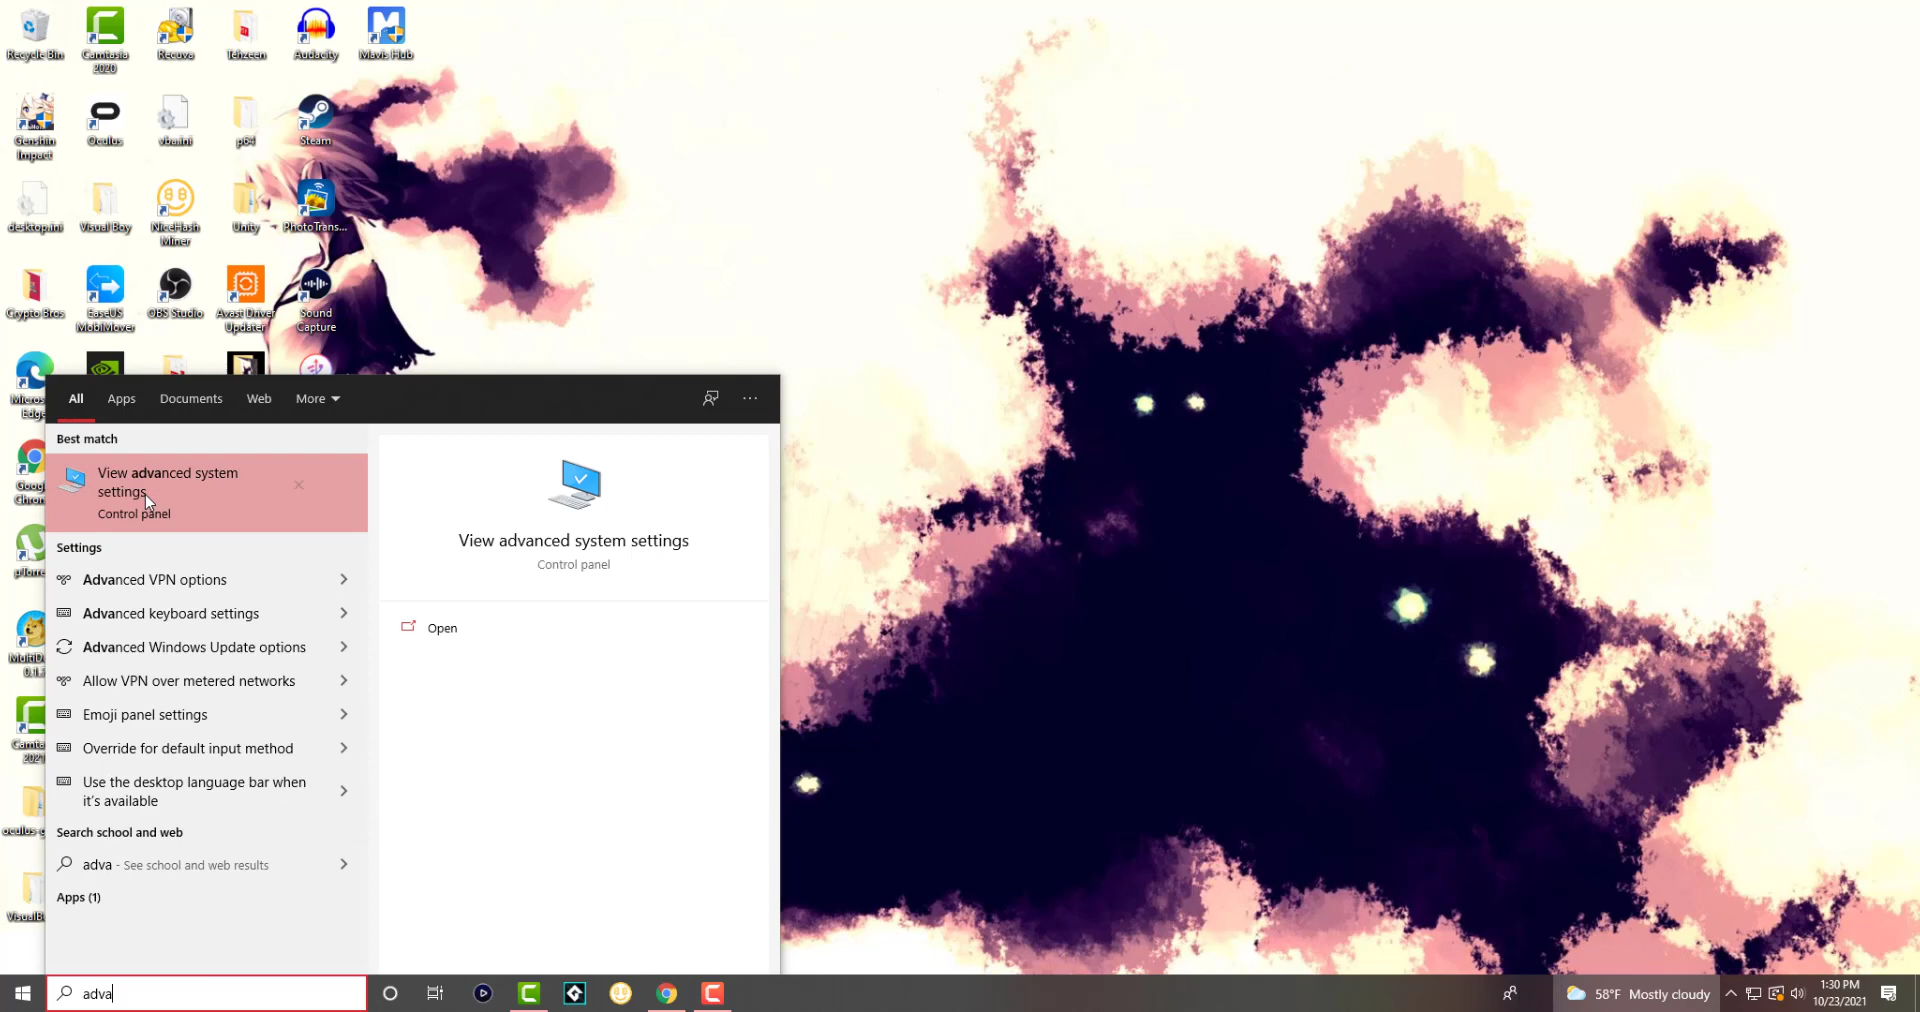 Recycle Bin
Camtasia
2020
Recuva
Tehzeen
Audacity
Mavis Hub
Genshin
Impact
Oculus
vba.ini
p64
Steam
desktop.ini
Visual Boy
NiceHash
Miner
Unity
PhotoTrans...
Crypto Bros
EaseUS
MobiMover
OBS Studio
Avast Driver
Updater
Sound
Capture
All
Apps
Documents
Web
More
Best match
View advanced system
settings
Control panel
Settings
Advanced VPN options
Advanced keyboard settings
Advanced Windows Update options
Allow VPN over metered networks
Emoji panel settings
Override for default input method
Use the desktop language bar when
it's available
Search school and web
adva - See school and web results
Apps (1)
View advanced system settings
Control panel
Open
adva
58°F Mostly cloudy
1:30 PM
10/23/2021